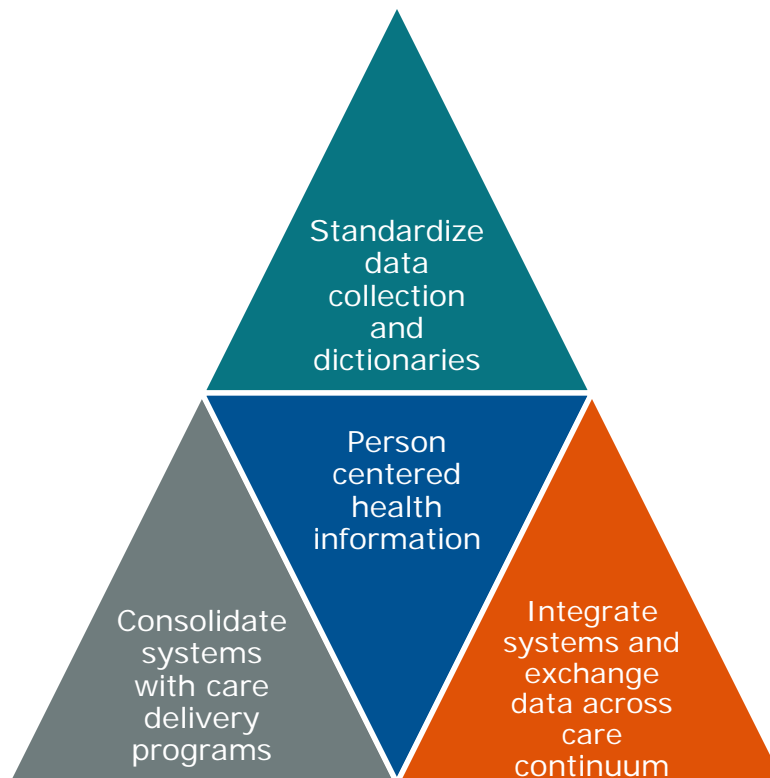 Standardize
data
collection
and
dictionaries
Person
centered
health
information
Consolidate
systems
with care
delivery
programs
Integrate
systems and
exchange
data across
care
continuum